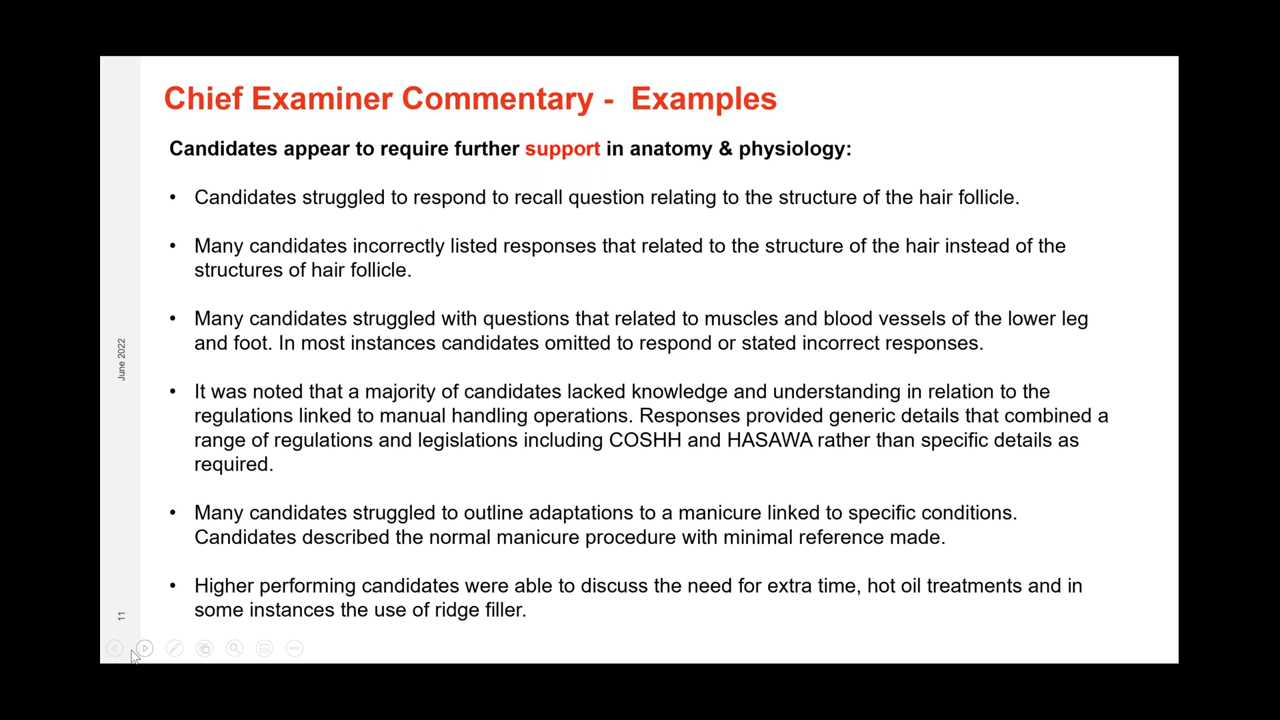 Chief Examiner Commentary - Examples
Candidates appear to require further support in anatomy & physiology:
• Candidates struggled to respond to recall question relating to the structure of the hair follicle.
• Many candidates incorrectly listed responses that related to the structure of the hair instead of the
structures of hair follicle.
• Many candidates struggled with questions that related to muscles and blood vessels of the lower leg
and foot. In most instances candidates omitted to respond or stated incorrect responses.
• It was noted that a majority of candidates lacked knowledge and understanding in relation to the
regulations linked to manual handling operations. Responses provided generic details that combined a
range of regulations and legislations including COSHH and HASAWA rather than specific details as
required.
• Many candidates struggled to outline adaptations to a manicure linked to specific conditions.
Candidates described the normal manicure procedure with minimal reference made.
• Higher performing candidates were able to discuss the need for extra time, hot oil treatments and in
some instances the use of ridge filler.
June 2022
11